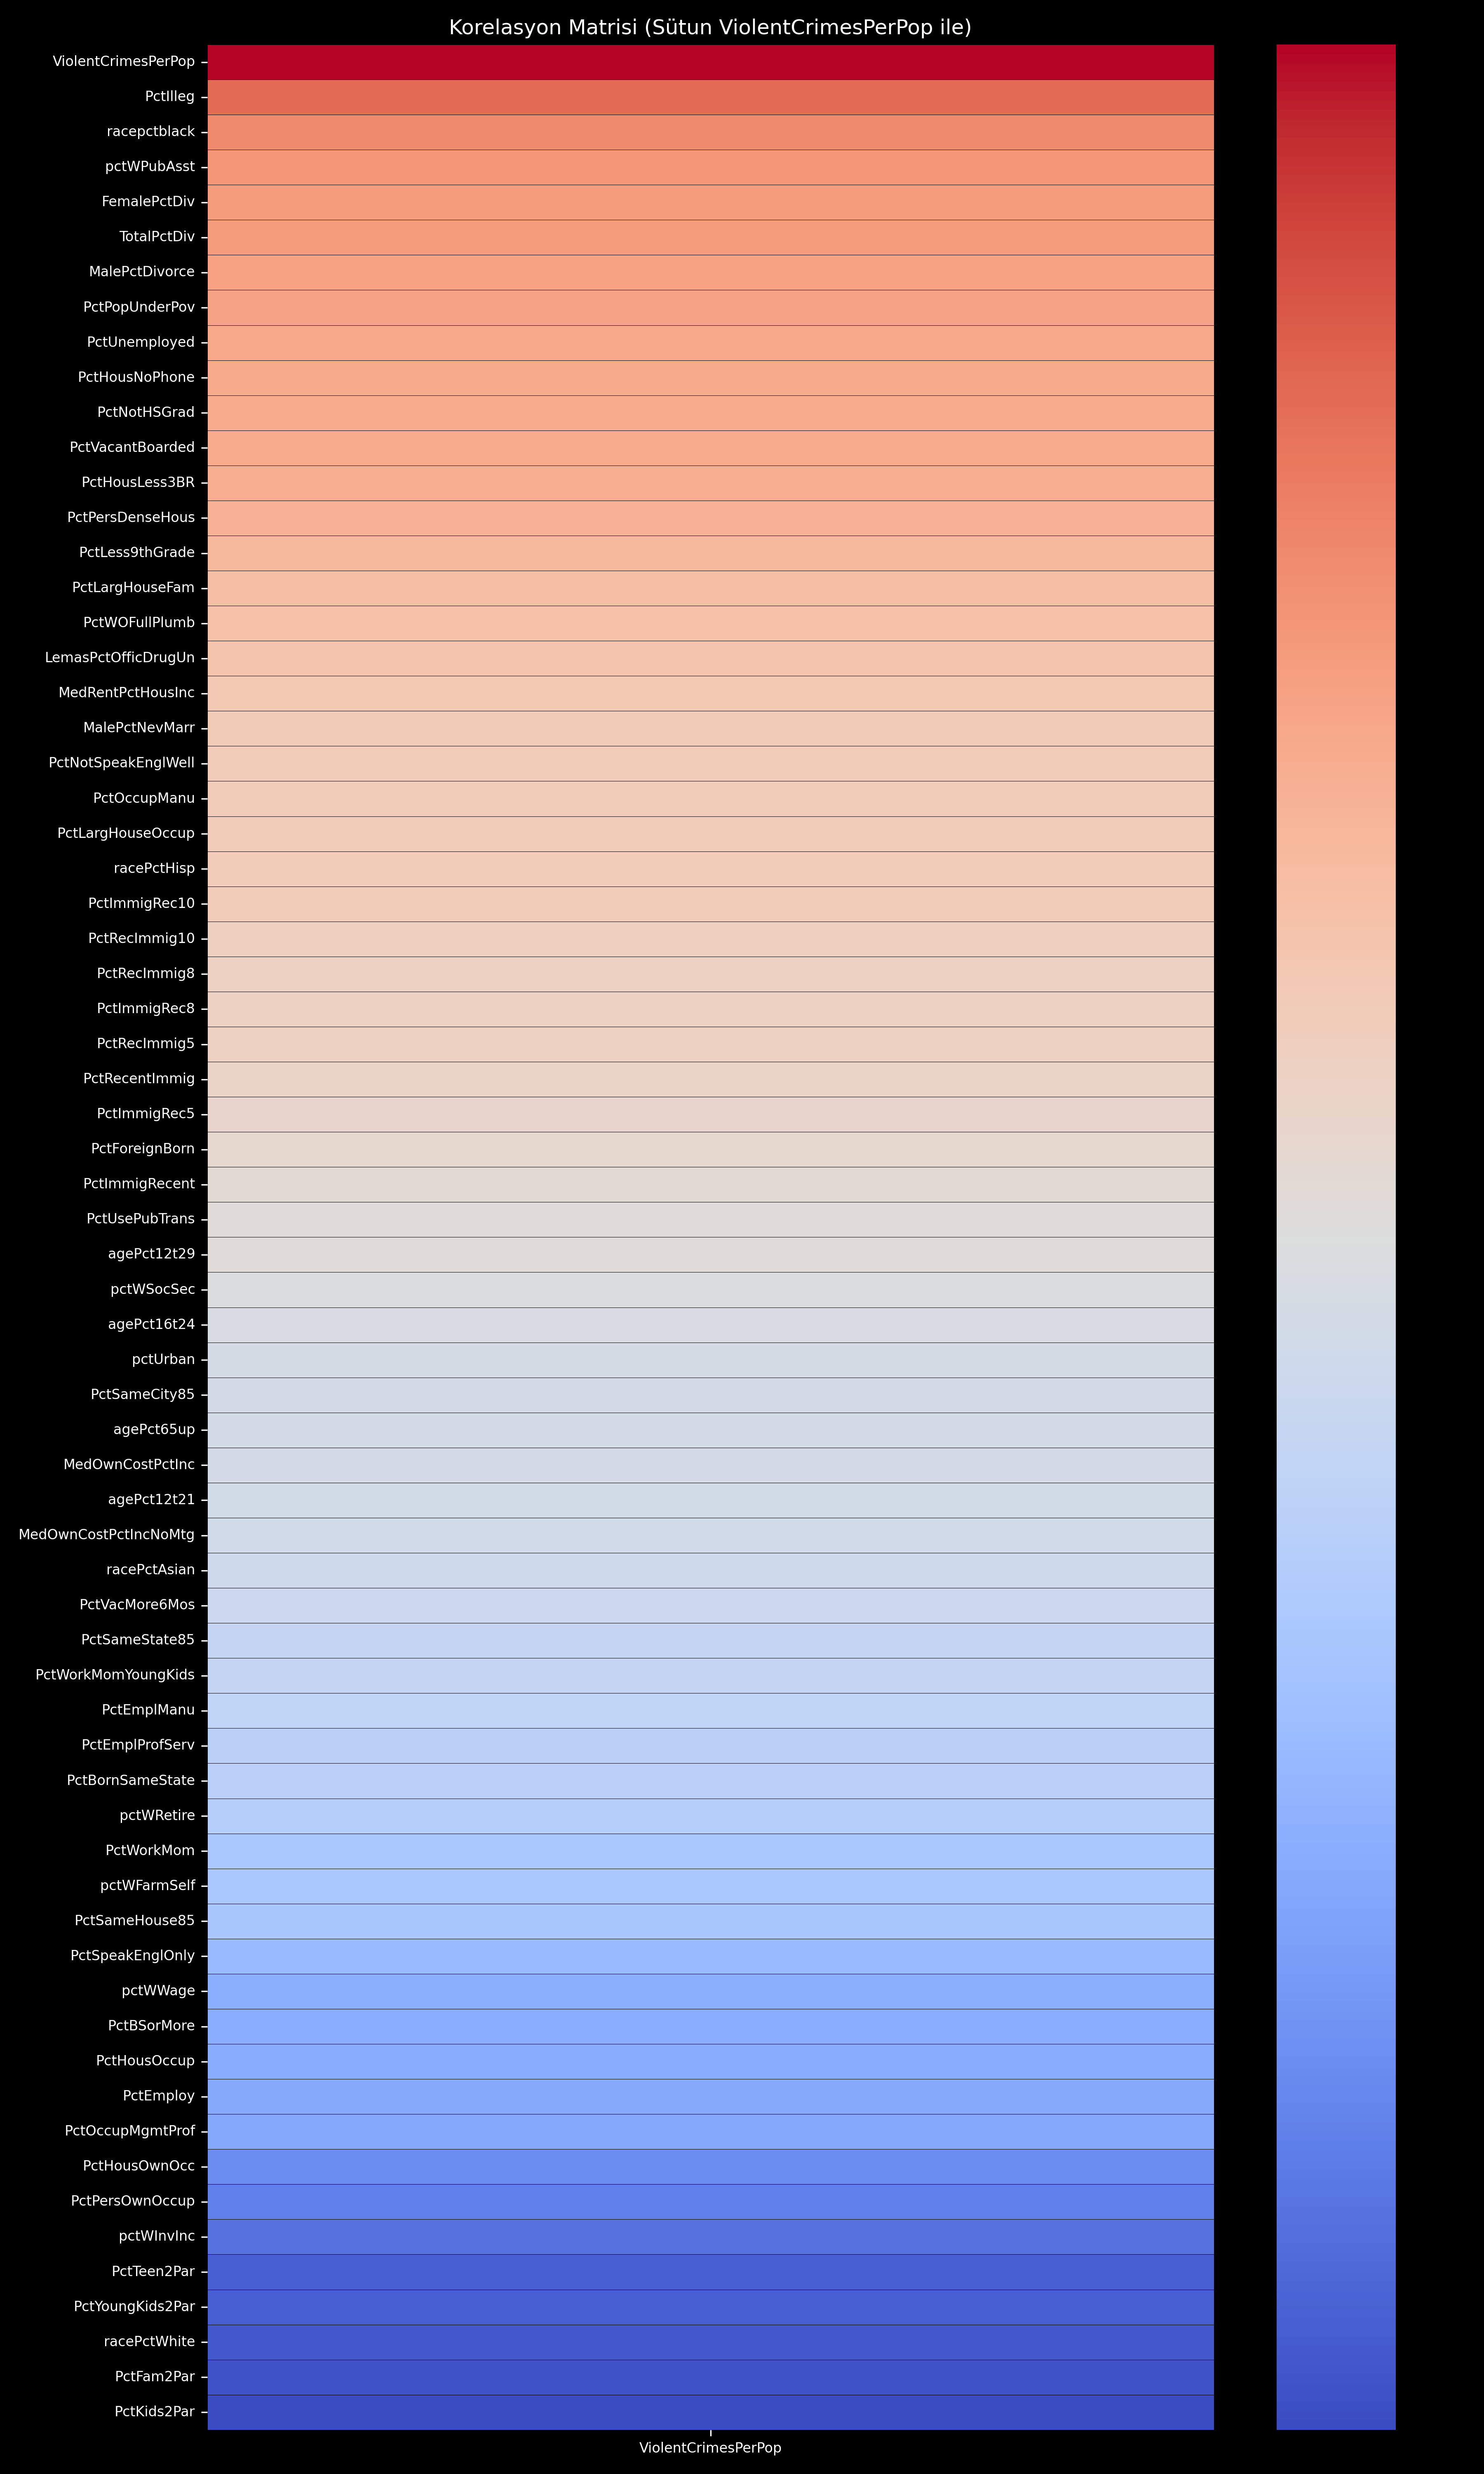 Korelasyon Matrisi (Sütun ViolentCrimesPerPop ile)
ViolentCrimesPerPop
PctIlleg
racepctblack
pctWPubAsst
FemalePctDiv
TotalPctDiv
MalePctDivorce
PctPopUnderPov
PctUnemployed
PctHousNoPhone
PctNotHSGrad
PctVacantBoarded
PctHousLess3BR
PctPersDenseHous
PctLess9thGrade
PctLargHouseFam
PctWOFullPlumb
LemasPctOfficDrugUn
MedRentPctHousInc
MalePctNevMarr
PctNotSpeakEnglWell
PctOccupManu
PctLargHouseOccup
racePctHisp
PctImmigRec10
PctRecImmig10
PctRecImmig8
PctImmigRec8
PctRecImmig5
PctRecentImmig
PctImmigRec5
PctForeignBorn
PctImmigRecent
PctUsePubTrans
agePct12t29
pctWSocSec
agePct16t24
pctUrban
PctSameCity85
agePct65up
MedOwnCostPctInc
agePct12t21
MedOwnCostPctIncNoMtg
racePctAsian
PctVacMore6Mos
PctSameState85
PctWorkMomYoungKids
PctEmplManu
PctEmplProfServ
PctBornSameState
pctWRetire
PctWorkMom
pctWFarmSelf
PctSameHouse85
PctSpeakEnglOnly
pctWWage
PctBSorMore
PctHousOccup
PctEmploy
PctOccupMgmtProf
PctHousOwnOcc
PctPersOwnOccup
pctWInvInc
PctTeen2Par
PctYoungKids2Par
racePctWhite
PctFam2Par
PctKids2Par
ViolentCrimesPerPop